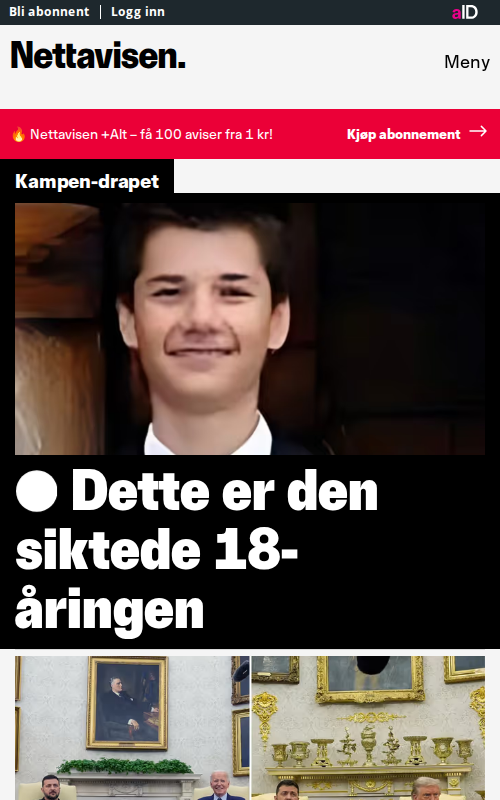 Bli abonnent
Logg inn
aID
Nettavisen.
Meny
🔥 Nettavisen +Alt – få 100 aviser fra 1 kr!
Kjøp abonnement →
Kampen-drapet
Dette er den
siktede 18-
åringen